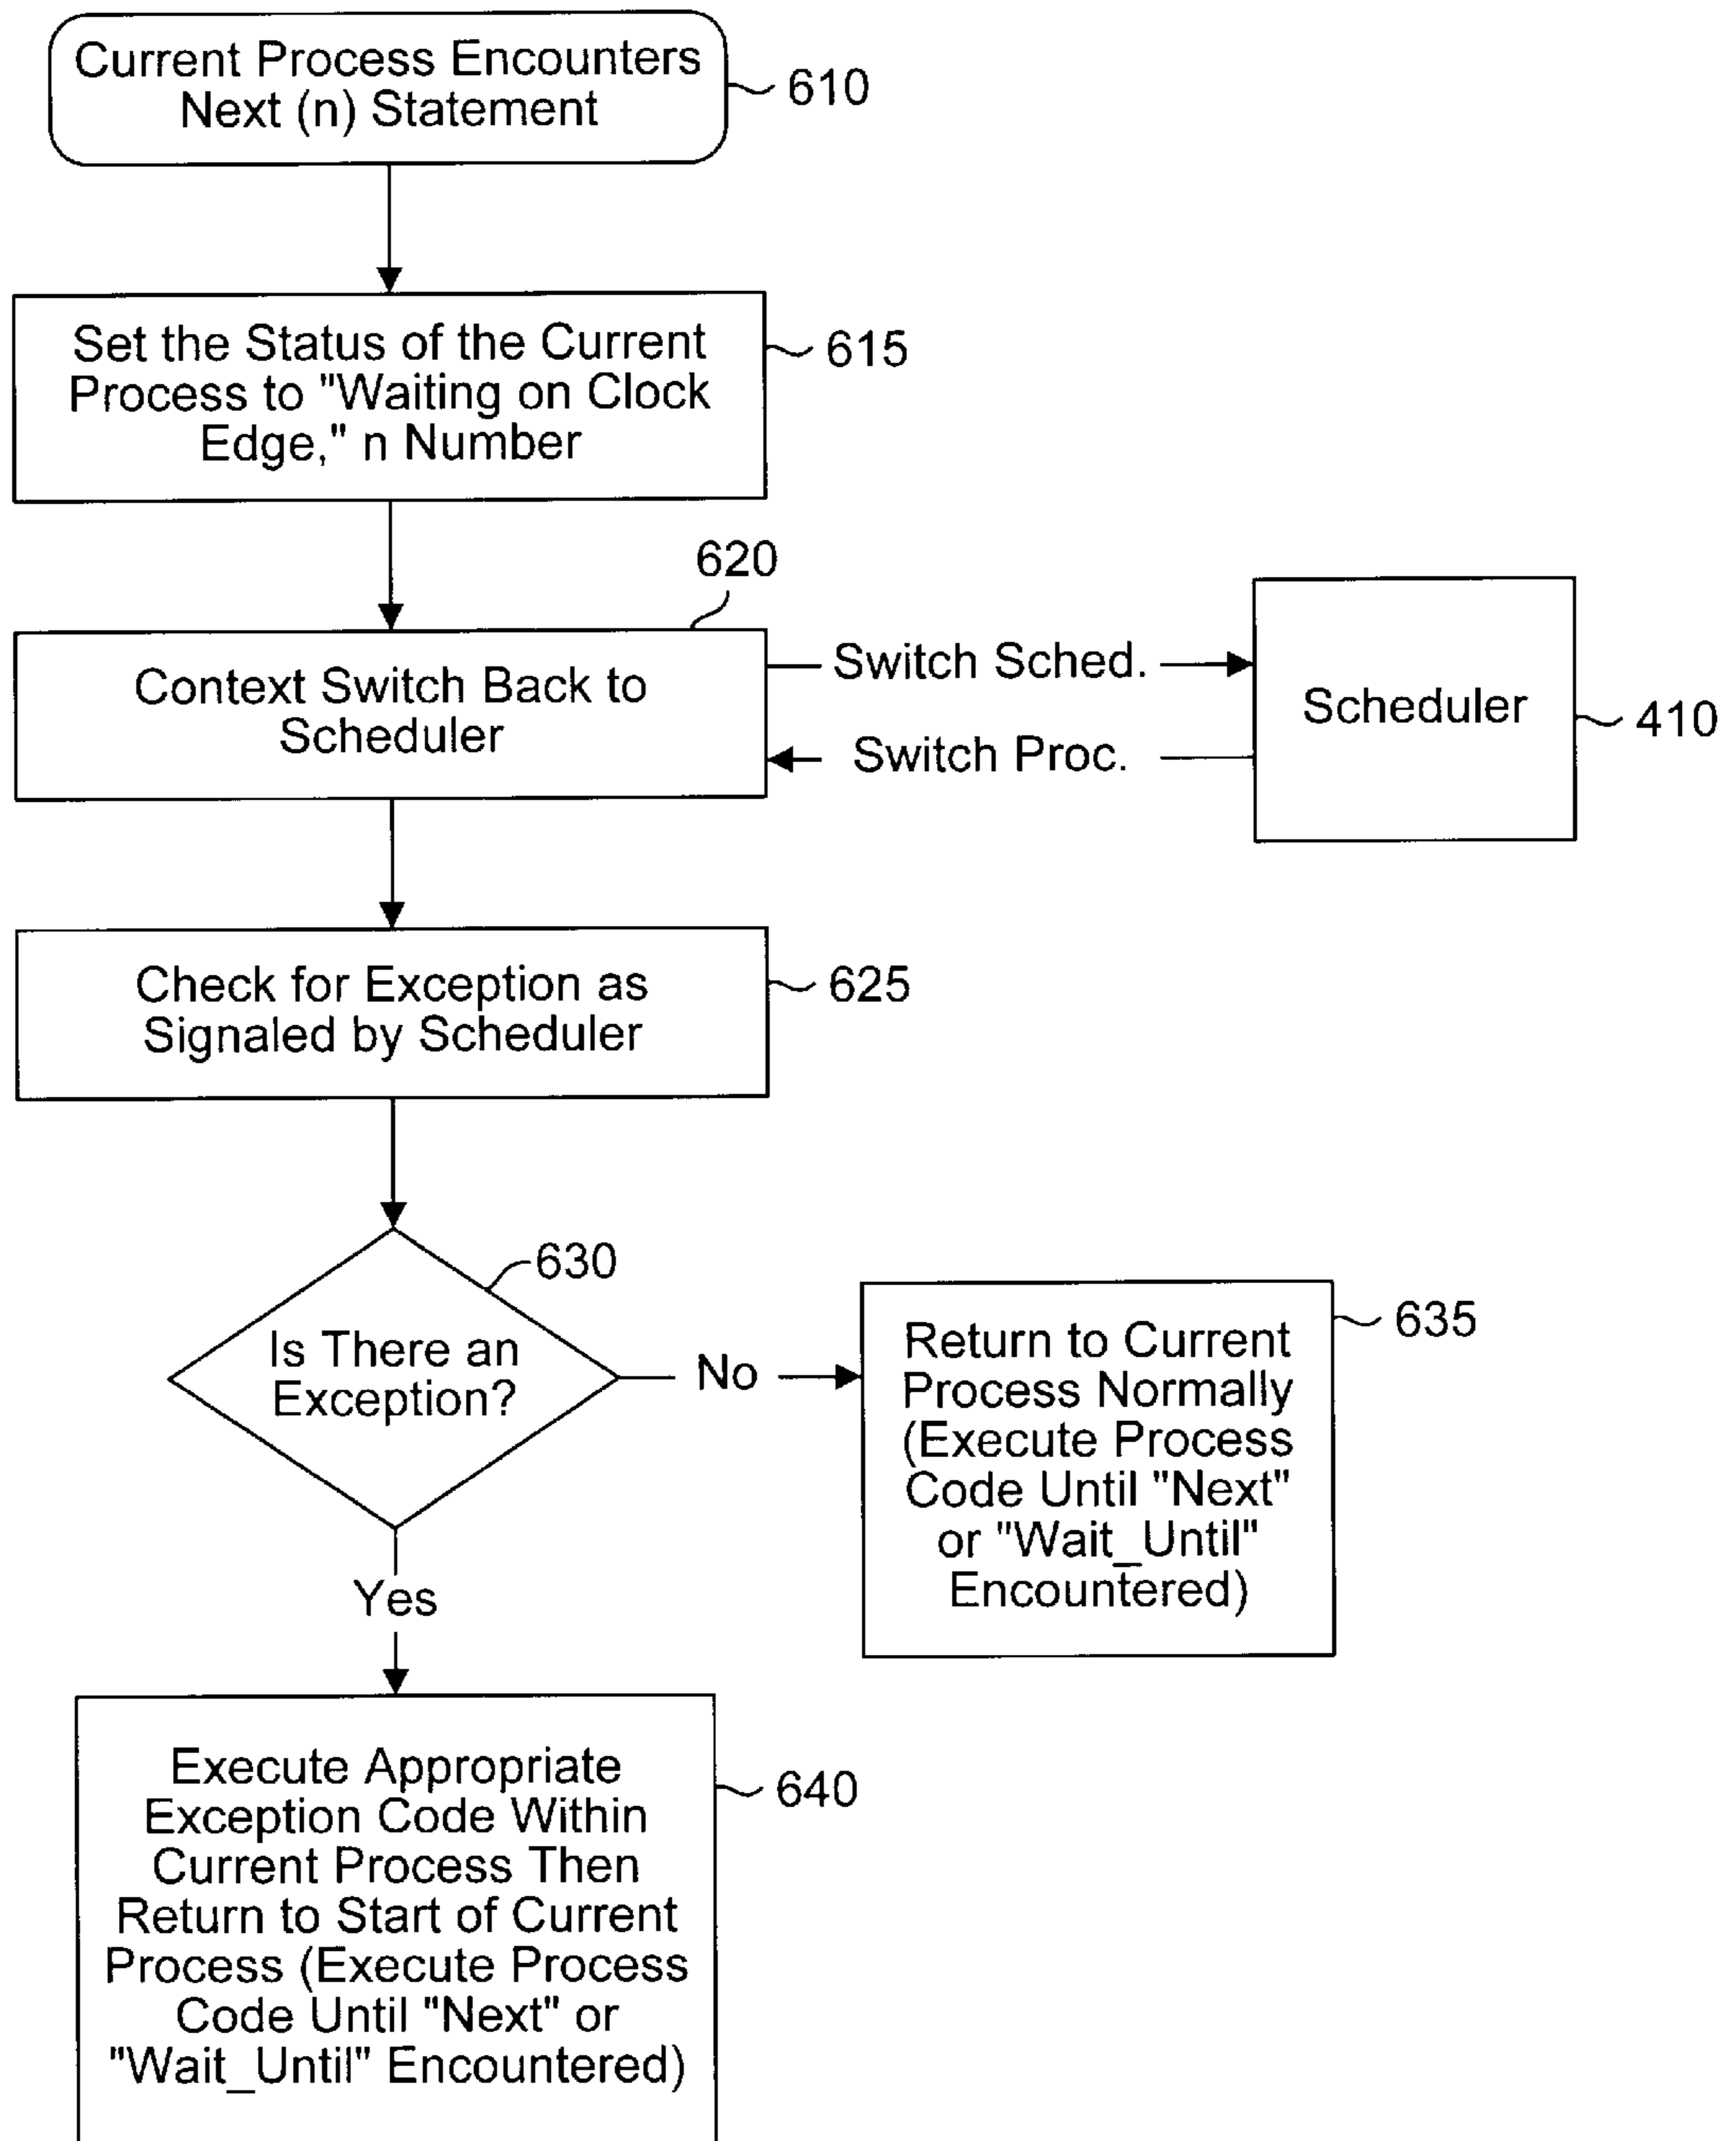 Current Process Encounters
Next (n) Statement
610
Set the Status of the Current
Process to "Waiting on Clock
Edge," n Number
615
620
Context Switch Back to
Scheduler
Switch Sched.
Switch Proc.
Scheduler
410
Check for Exception as
Signaled by Scheduler
625
630
Is There an
Exception?
No
Return to Current
Process Normally
(Execute Process
Code Until "Next"
or "Wait_Until"
Encountered)
635
Yes
Execute Appropriate
Exception Code Within
Current Process Then
Return to Start of Current
Process (Execute Process
Code Until "Next" or
"Wait_Until" Encountered)
640